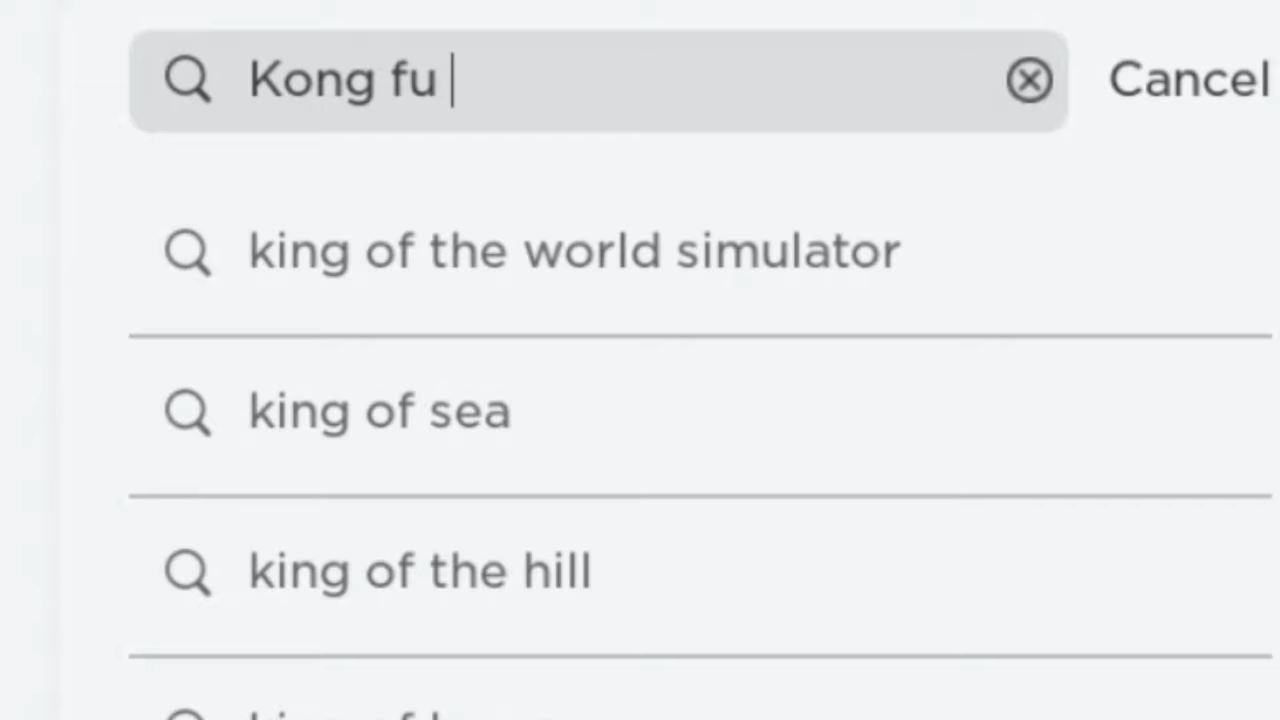 Kong fu
Cancel
king of the world simulator
king of sea
king of the hill